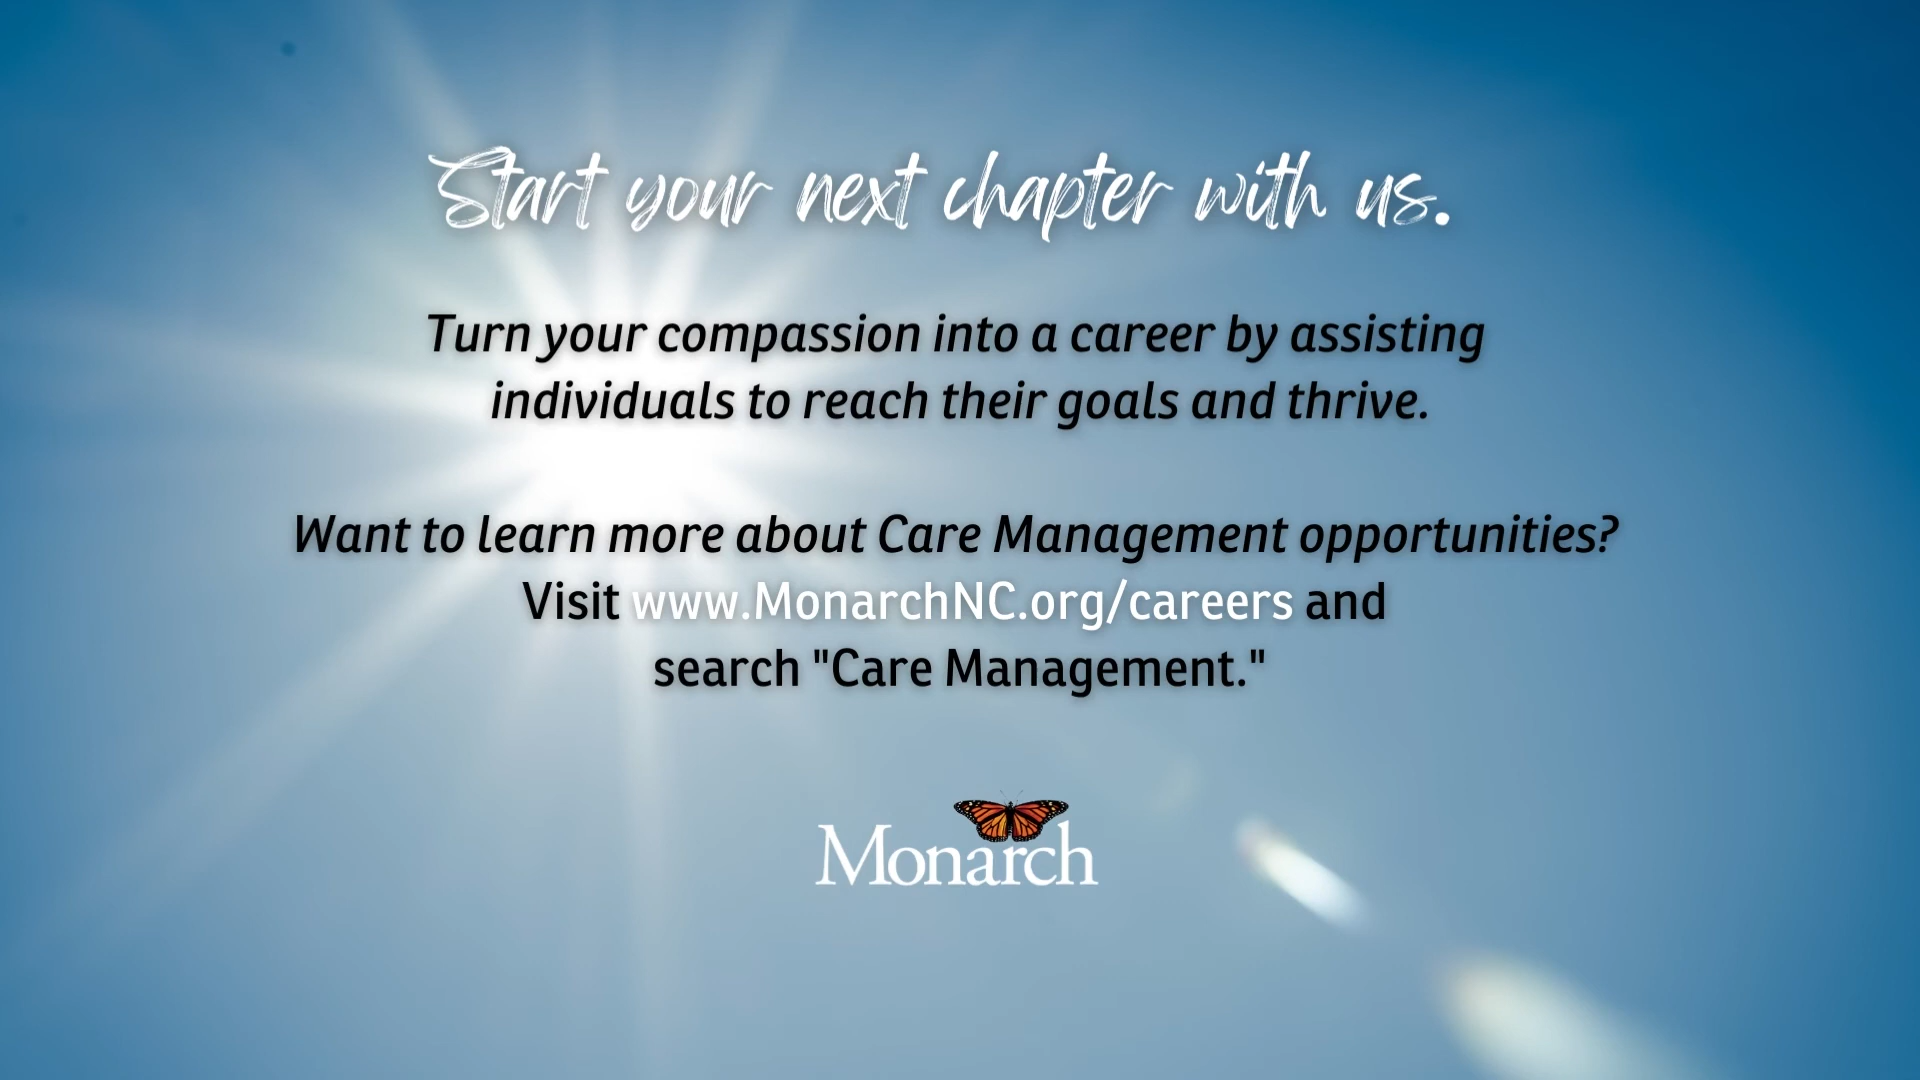 Start your next chapter with us.
Turn your compassion into a career by assisting
individuals to reach their goals and thrive.
Want to learn more about Care Management opportunities?
Visit www.MonarchNC.org/careers and
search "Care Management."
Monarch